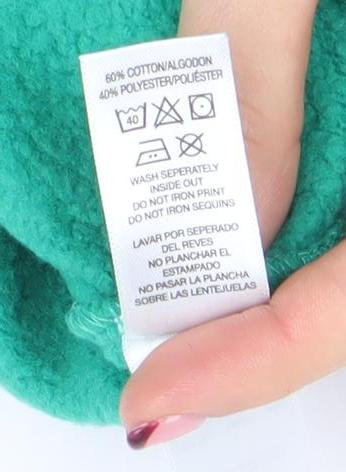 60% COTTON/ALGODON
40% POLYESTER/POLIÉSTER
40
WASH SEPERATELY
INSIDE OUT
DO NOT IRON PRINT
DO NOT IRON SEQUINS
LAVAR POR SEPERADO
DEL REVES
NO PLANCHAR EL
ESTAMPADO
NO PASAR LA PLANCHA
SOBRE LAS LENTEJUELAS